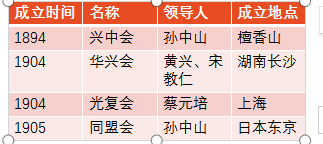 成立时间 名称 领导人 成立地点
1894 兴中会 孙中山 檀香山
1904 华兴会 黄兴、宋教仁 湖南长沙
1904 光复会 蔡元培 上海
1905 同盟会 孙中山 日本东京